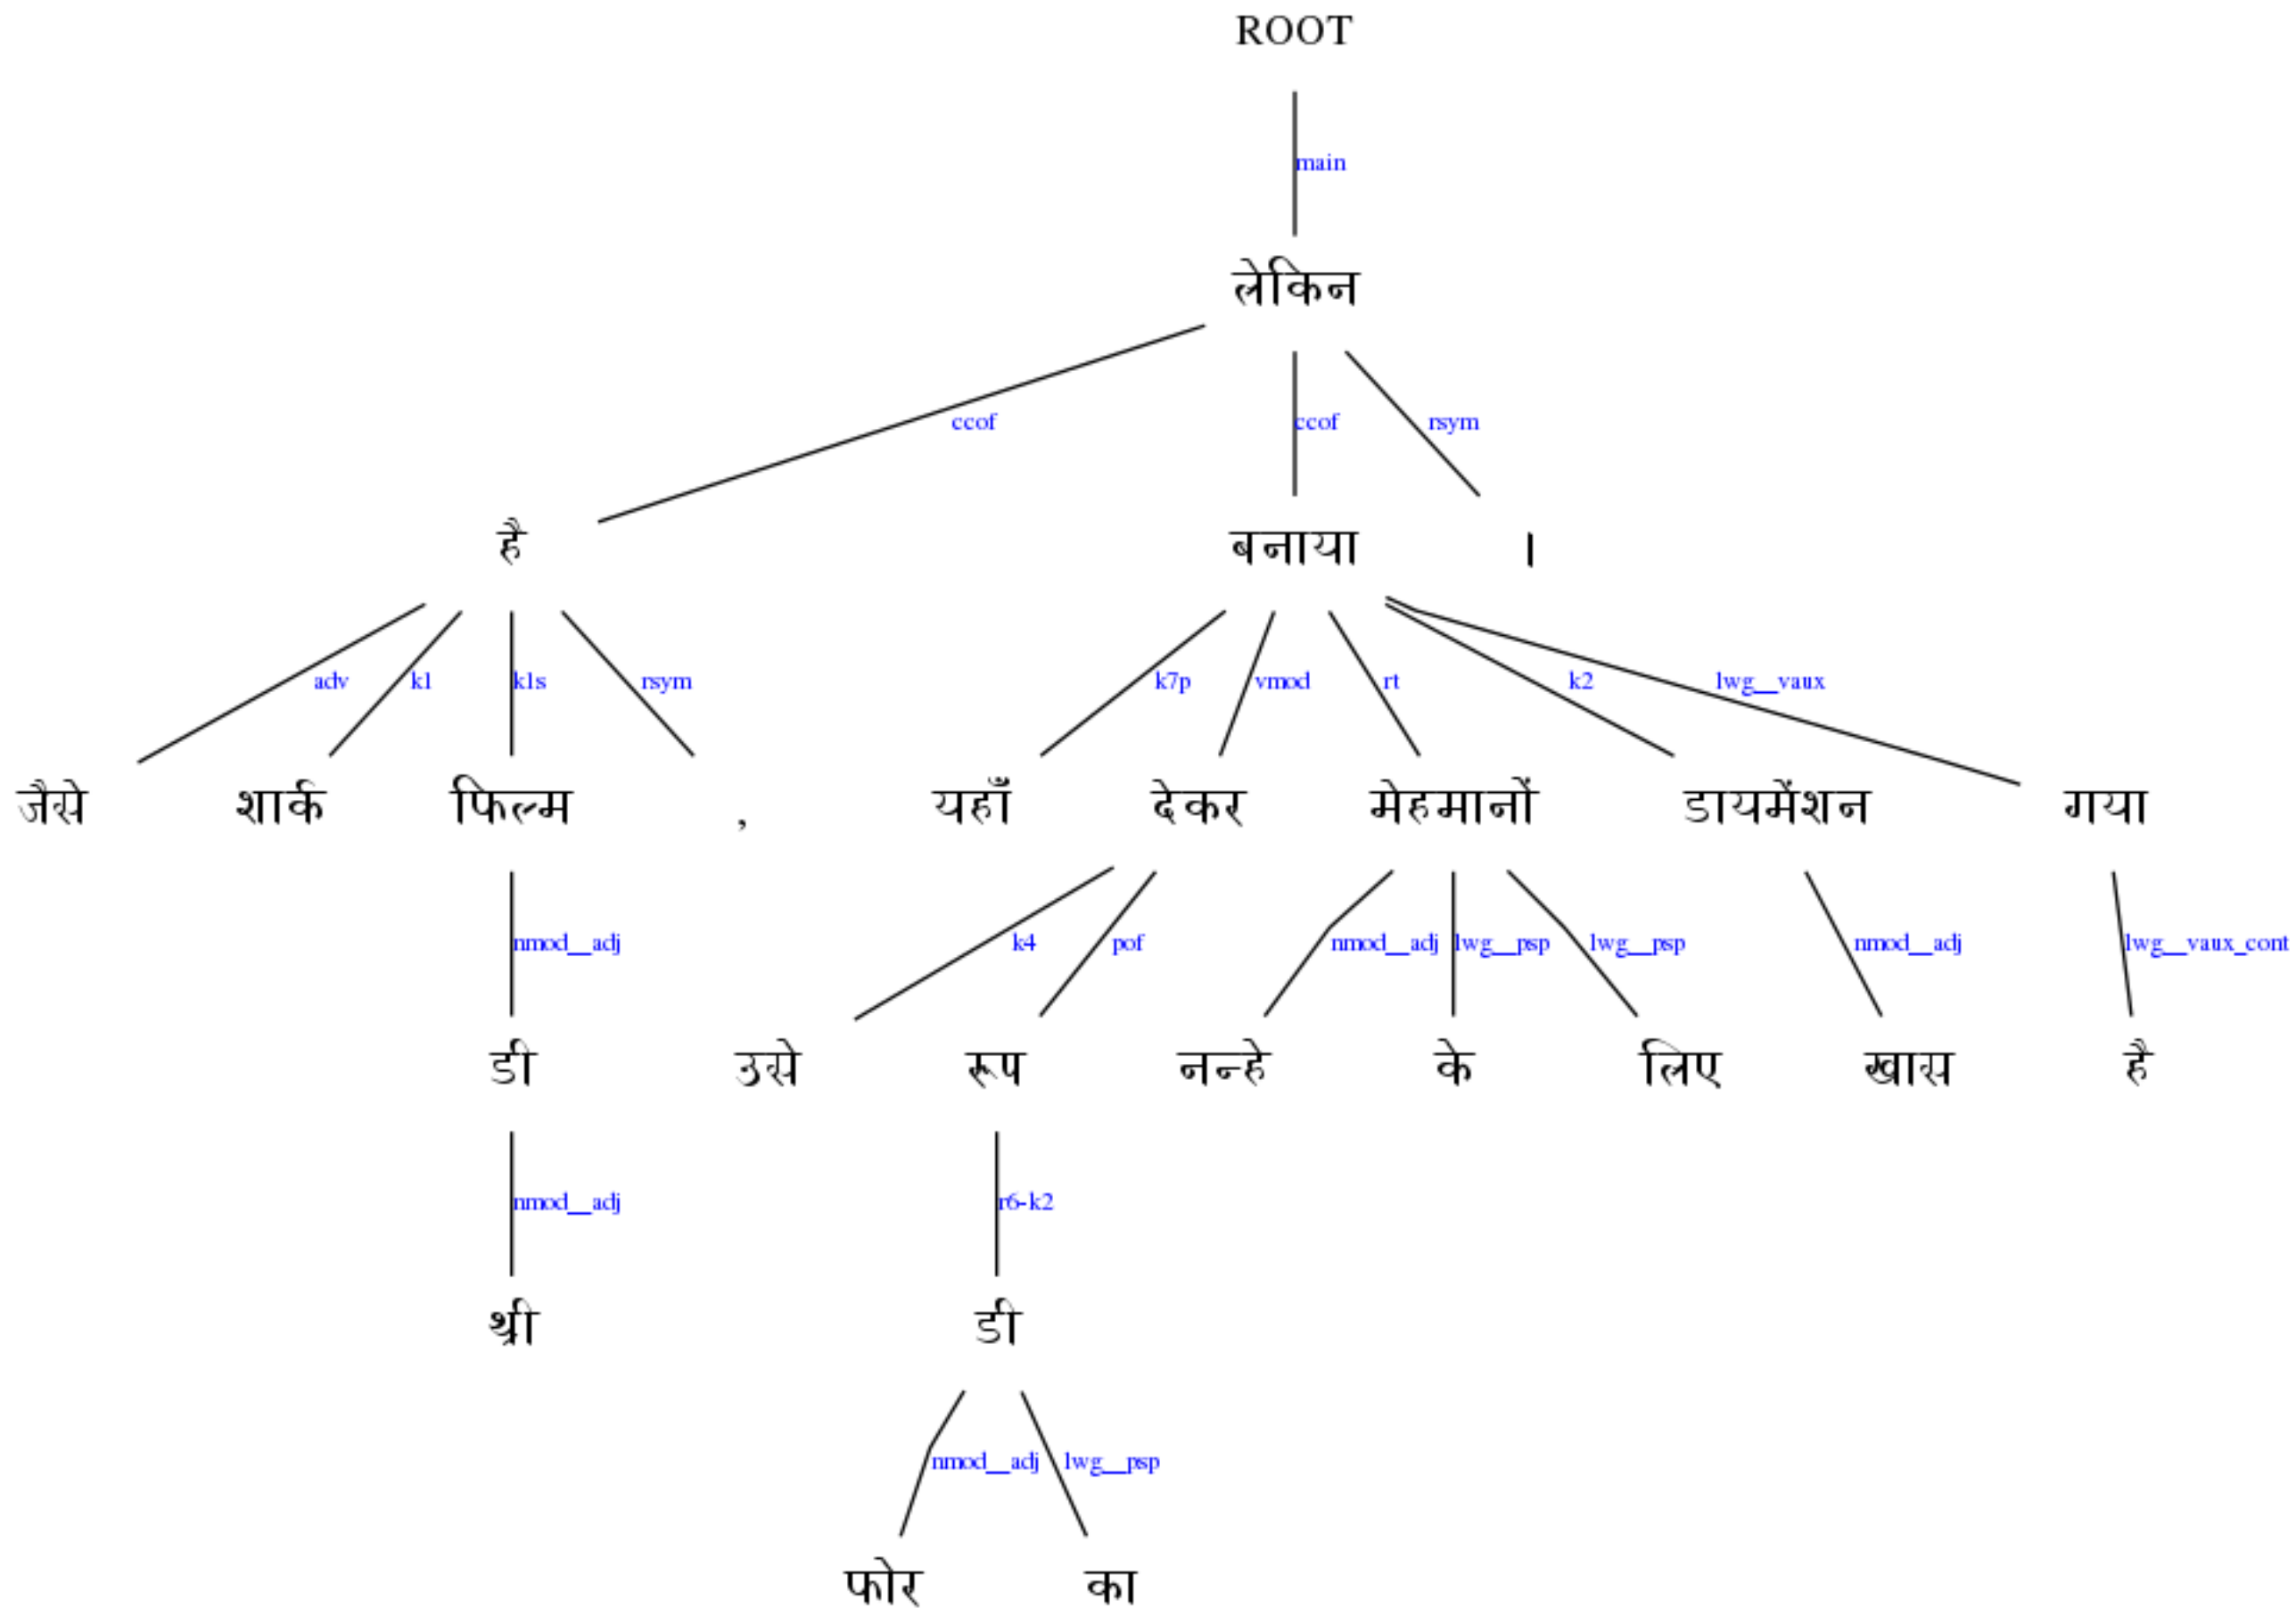 ROOT
main
लेकिन
ccof ccof rsym
है बनाया ।
adv k1 k1s rsym k7p vmod rt k2 lwg__vaux
जैसे शार्क फिल्म , यहाँ देकर मेहमानों डायमेंशन गया
nmod__adj k4 pof nmod__adj lwg__psp lwg__psp nmod__adj lwg__vaux_cont
डी उसे रूप नन्हे के लिए खास है
nmod__adj r6-k2
थ्री डी
nmod__adj lwg__psp
फोर का